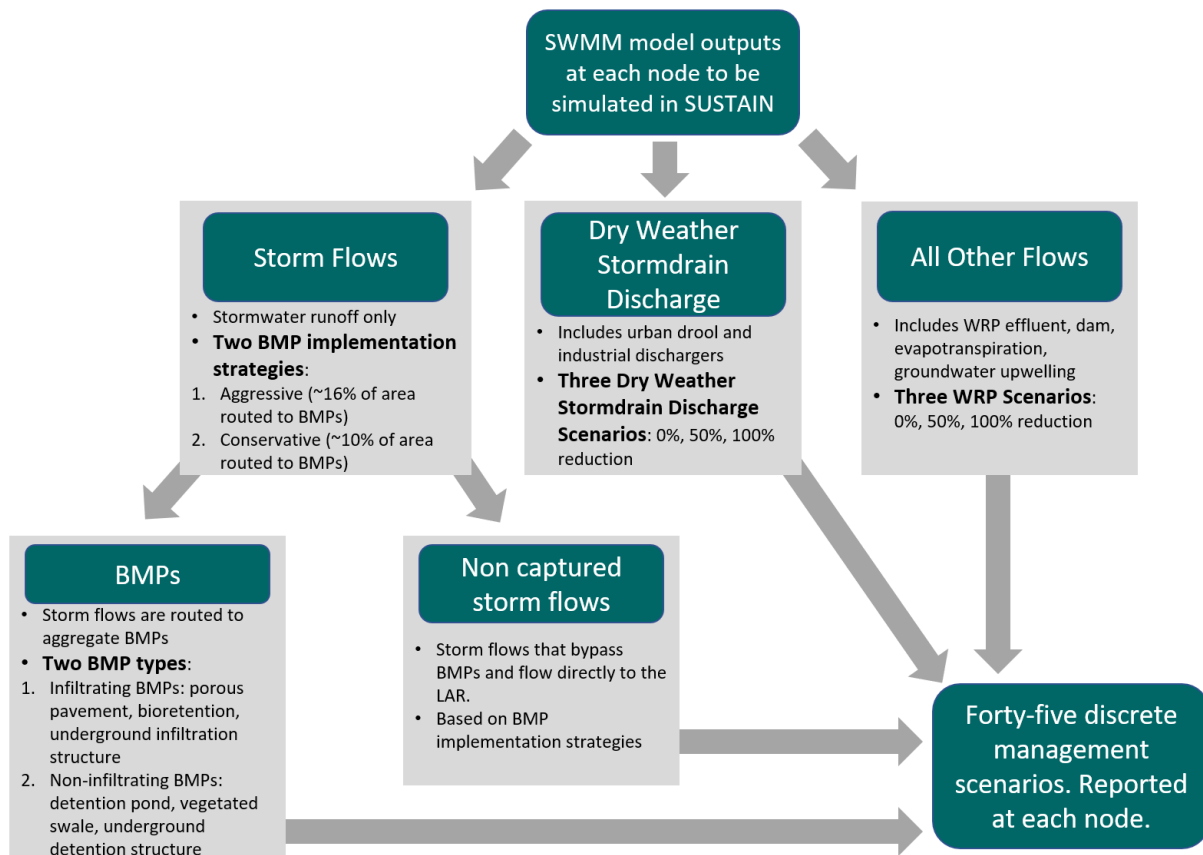 SWMM model outputs
at each node to be
simulated in SUSTAIN
Storm Flows
• Stormwater runoff only
• Two BMP implementation
strategies:
1. Aggressive (~16% of area
routed to BMPs)
2. Conservative (~10% of area
routed to BMPs)
Dry Weather
Stormdrain
Discharge
• Includes urban drool and
industrial dischargers
• Three Dry Weather
Stormdrain Discharge
Scenarios: 0%, 50%, 100%
reduction
All Other Flows
• Includes WRP effluent, dam,
evapotranspiration,
groundwater upwelling
• Three WRP Scenarios:
0%, 50%, 100% reduction
BMPs
• Storm flows are routed to
aggregate BMPs
• Two BMP types:
1. Infiltrating BMPs: porous
pavement, bioretention,
underground infiltration
structure
2. Non-infiltrating BMPs:
detention pond, vegetated
swale, underground
detention structure
Non captured
storm flows
• Storm flows that bypass
BMPs and flow directly to the
LAR.
• Based on BMP
implementation strategies
Forty-five discrete
management
scenarios. Reported
at each node.